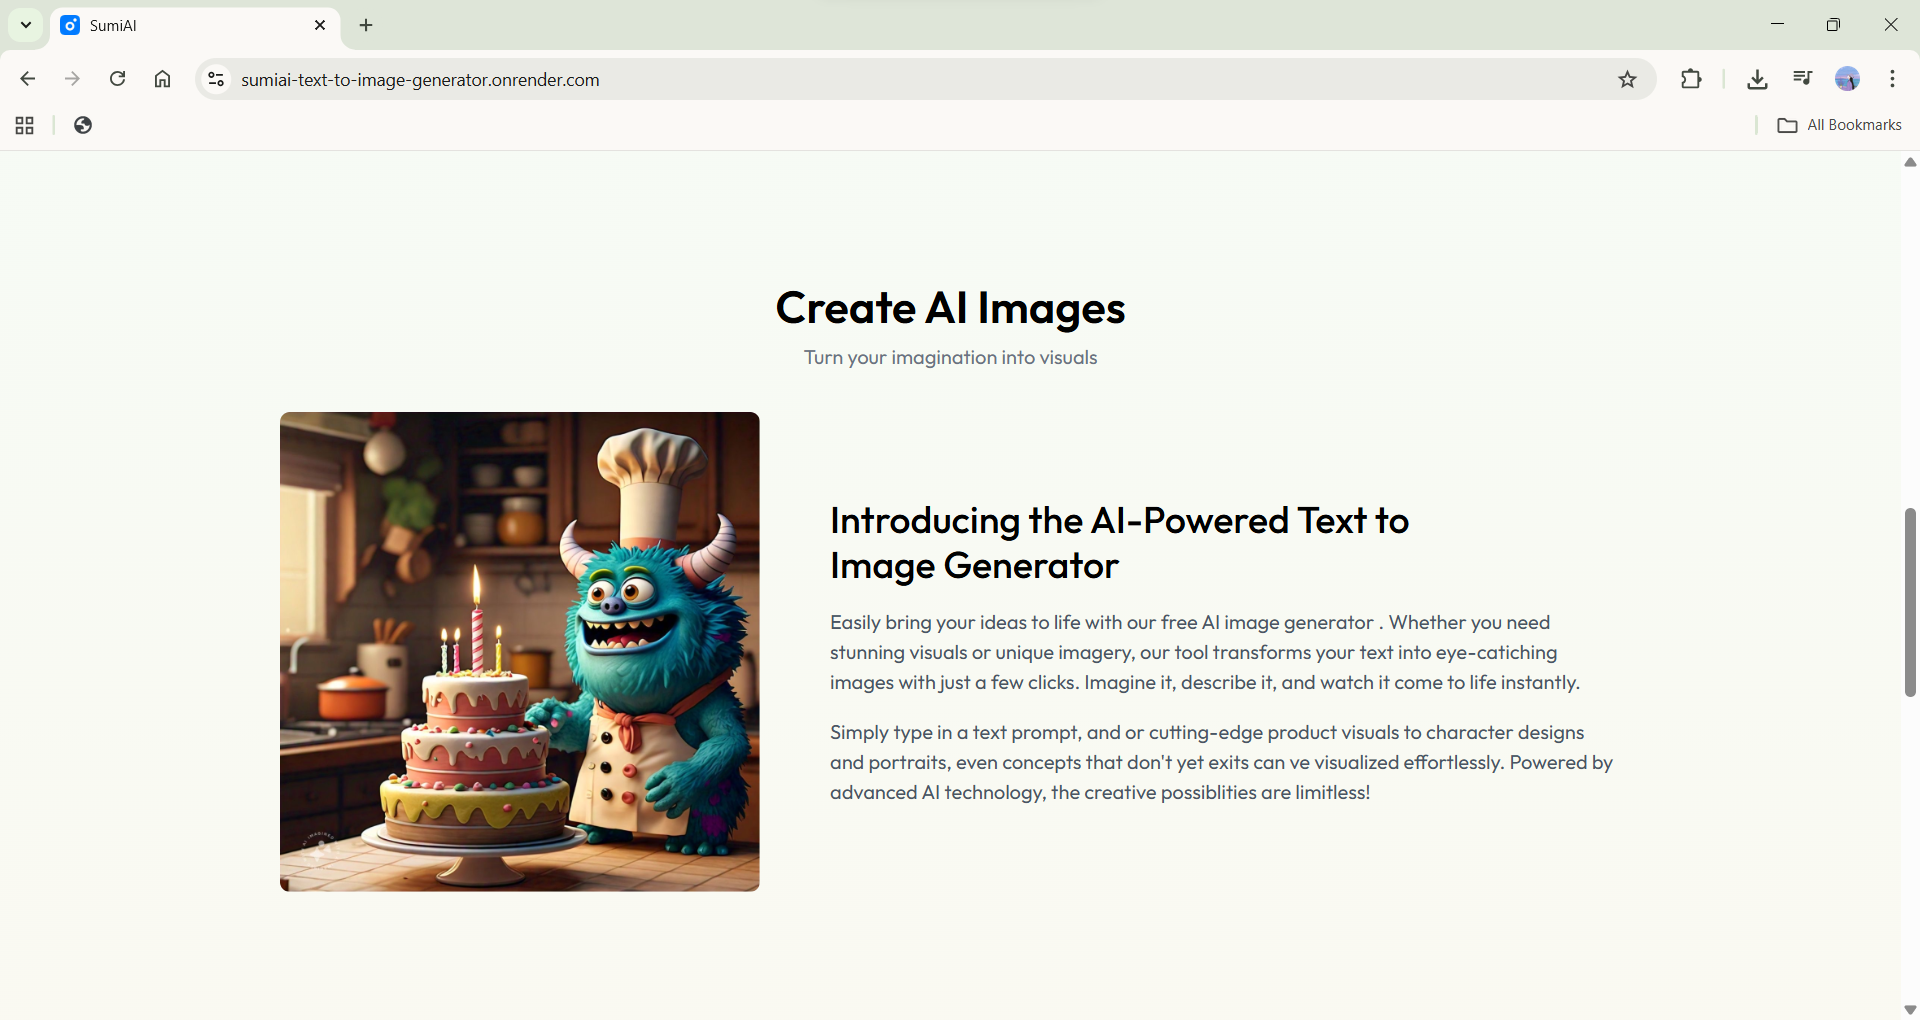 SumiAI
sumiai-text-to-image-generator.onrender.com
All Bookmarks
Create AI Images
Turn your imagination into visuals
Introducing the AI-Powered Text to
Image Generator
Easily bring your ideas to life with our free AI image generator . Whether you need
stunning visuals or unique imagery, our tool transforms your text into eye-catiching
images with just a few clicks. Imagine it, describe it, and watch it come to life instantly.
Simply type in a text prompt, and or cutting-edge product visuals to character designs
and portraits, even concepts that don't yet exits can ve visualized effortlessly. Powered by
advanced AI technology, the creative possiblities are limitless!